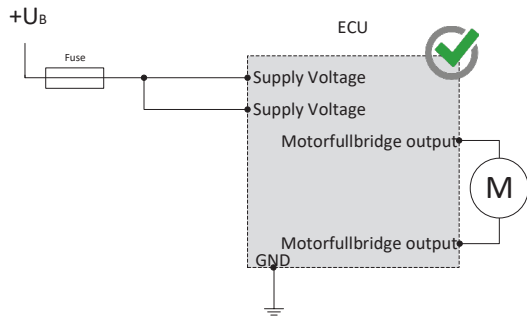 +UB
ECU
Fuse
Supply Voltage
Supply Voltage
Motorfullbridge output
M
Motorfullbridge output
GND